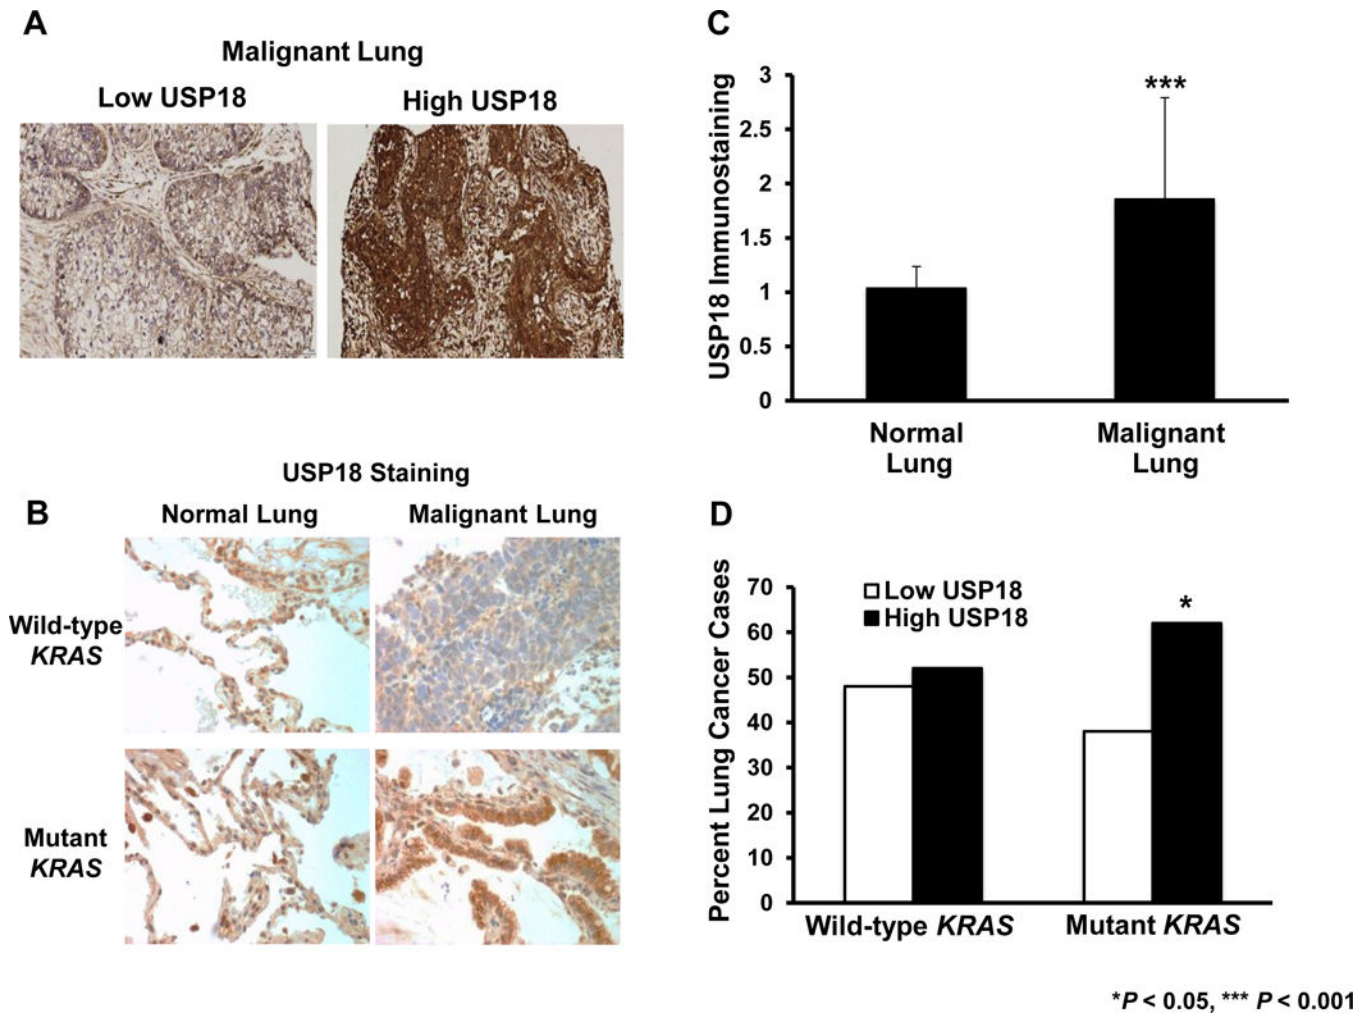 A
Malignant Lung
Low USP18
High USP18
USP18 Staining
B
Normal Lung
Malignant Lung
Wild-type
KRAS
Mutant
KRAS
C
USP18 Immunostaining
3
2.5
2
1.5
1
0.5
0
***
Normal
Lung
Malignant
Lung
D
Percent Lung Cancer Cases
70
60
50
40
30
20
10
0
Low USP18
High USP18
*
Wild-type KRAS
Mutant KRAS
*P < 0.05, *** P < 0.001